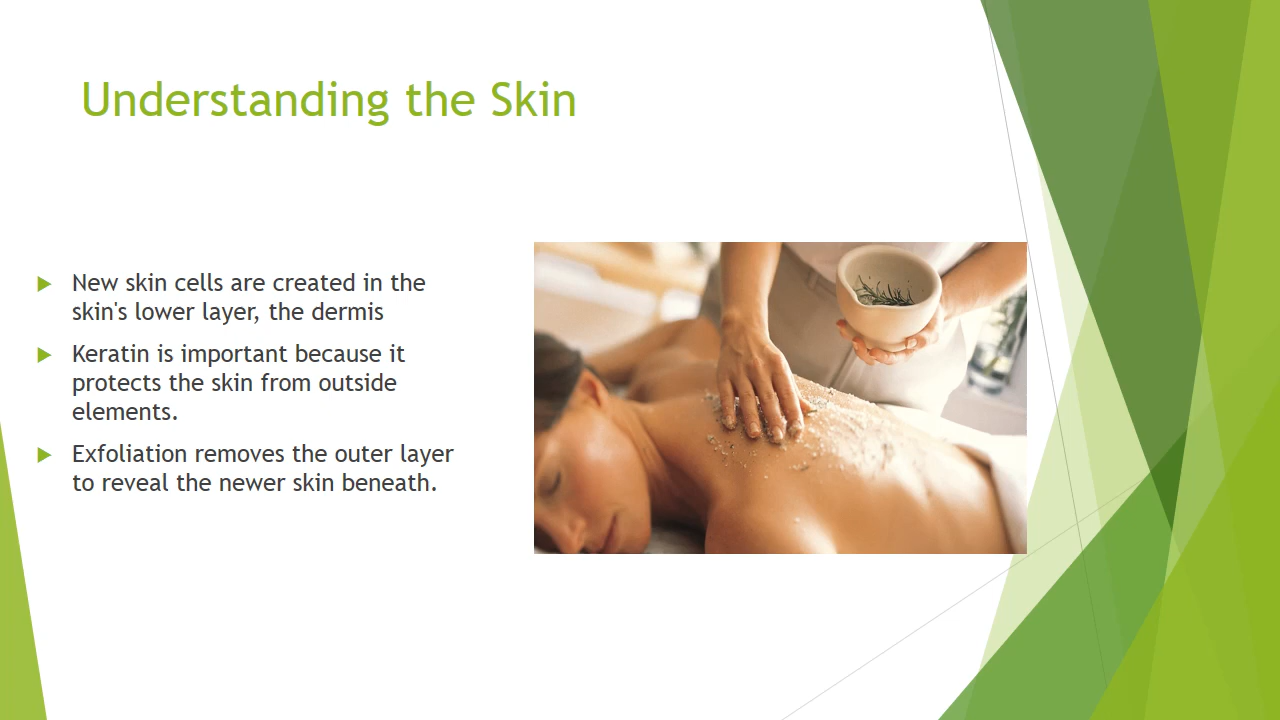 Understanding the Skin
New skin cells are created in the
skin's lower layer, the dermis
Keratin is important because it
protects the skin from outside
elements.
Exfoliation removes the outer layer
to reveal the newer skin beneath.